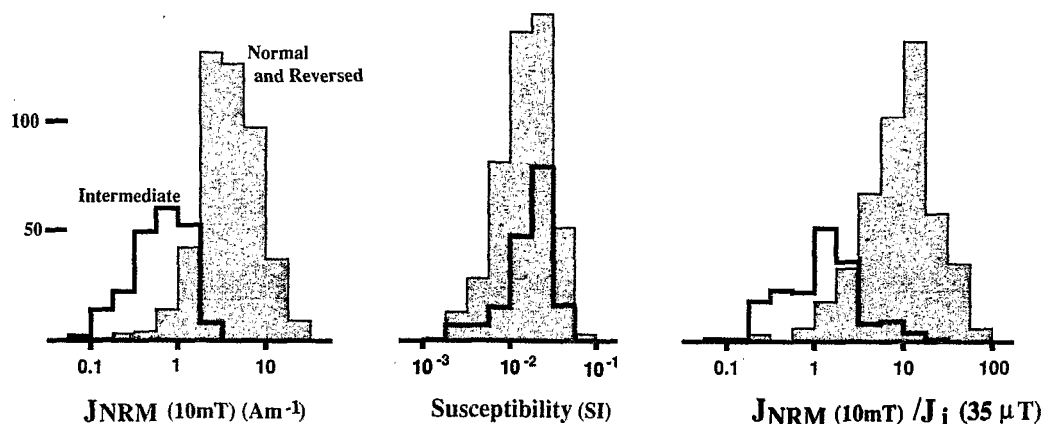 Normal
and Reversed
100
Intermediate
50
0.1 1 10
10-3 10-2 10-1
0.1 1 10 100
JNRM (10mT) (Am-1)
Susceptibility (SI)
JNRM (10mT) /Ji (35 μT)